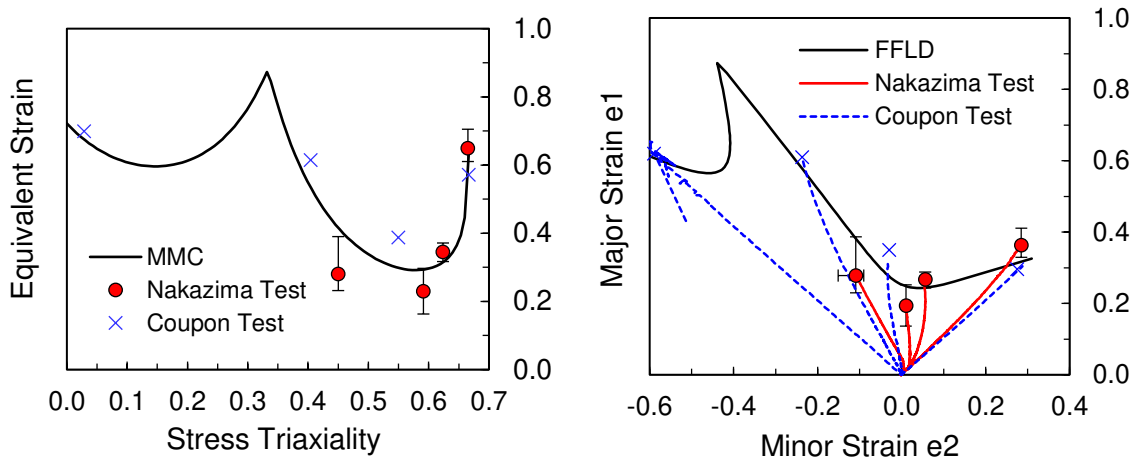 Equivalent Strain
1.0
0.8
0.6
0.4
0.2
0.0
MMC
Nakazima Test
Coupon Test
0.0 0.1 0.2 0.3 0.4 0.5 0.6 0.7
Stress Triaxiality
Major Strain e1
1.0
0.8
0.6
0.4
0.2
0.0
FFLD
Nakazima Test
Coupon Test
-0.6 -0.4 -0.2 0.0 0.2 0.4
Minor Strain e2